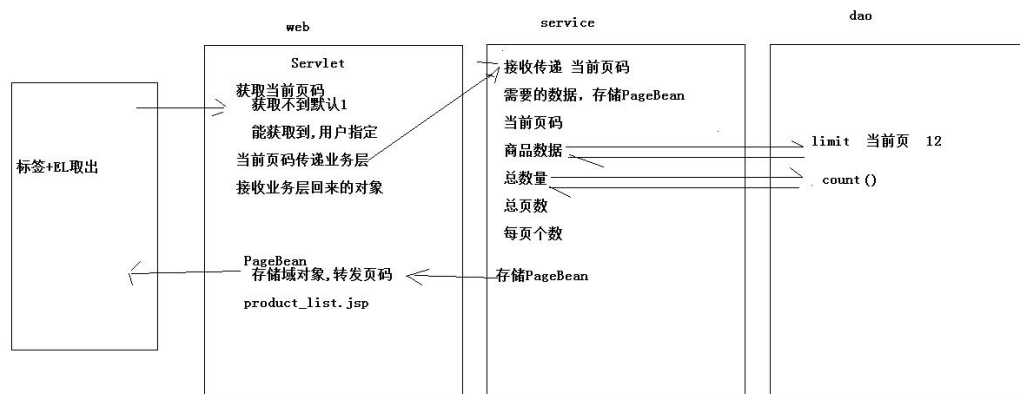 标签+EL取出
web
Servlet
获取当前页码
获取不到默认1
能获取到,用户指定
当前页码传递业务层
接收业务层回来的对象
PageBean
存储域对象,转发页码
product_list.jsp
service
接收传递 当前页码
需要的数据, 存储PageBean
当前页码
商品数据
总数量
总页数
每页个数
存储PageBean
dao
limit 当前页 12
count()